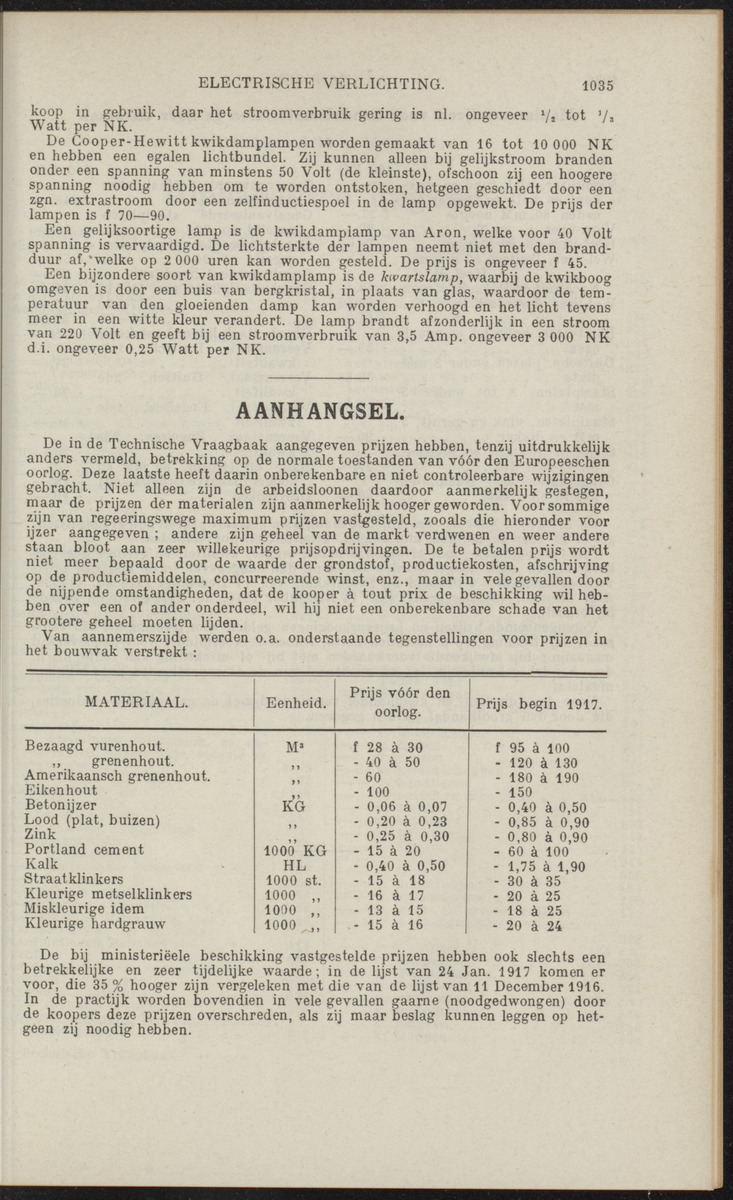 ELECTRISCHE VERLICHTING. 1035
koop in gebruik, daar het stroomverbruik gering is nl. ongeveer ½ tot ⅓
Watt per NK.
De Cooper-Hewitt kwikdamplampen worden gemaakt van 16 tot 10 000 NK
en hebben een egalen lichtbundel. Zij kunnen alleen bij gelijkstroom branden
onder een spanning van minstens 50 Volt (de kleinste), ofschoon zij een hoogere
spanning noodig hebben om te worden ontstoken, hetgeen geschiedt door een
zgn. extrastroom door een zelfinductiespoel in de lamp opgewekt. De prijs der
lampen is f 70—90.
Een gelijksoortige lamp is de kwikdamplamp van Aron, welke voor 40 Volt
spanning is vervaardigd. De lichtsterkte der lampen neemt niet met den brand-
duur af, welke op 2 000 uren kan worden gesteld. De prijs is ongeveer f 45.
Een bijzondere soort van kwikdamplamp is de kwartslamp, waarbij de kwikboog
omgeven is door een buis van bergkristal, in plaats van glas, waardoor de tem-
peratuur van den gloeienden damp kan worden verhoogd en het licht tevens
meer in een witte kleur verandert. De lamp brandt afzonderlijk in een stroom
van 220 Volt en geeft bij een stroomverbruik van 3,5 Amp. ongeveer 3 000 NK
d.i. ongeveer 0,25 Watt per NK.
AANHANGSEL.
De in de Technische Vraagbaak aangegeven prijzen hebben, tenzij uitdrukkelijk
anders vermeld, betrekking op de normale toestanden van vóór den Europeeschen
oorlog. Deze laatste heeft daarin onberekenbare en niet controleerbare wijzigingen
gebracht. Niet alleen zijn de arbeidsloonen daardoor aanmerkelijk gestegen,
maar de prijzen der materialen zijn aanmerkelijk hooger geworden. Voor sommige
zijn van regeeringswege maximum prijzen vastgesteld, zooals die hieronder voor
ijzer aangegeven ; andere zijn geheel van de markt verdwenen en weer andere
staan bloot aan zeer willekeurige prijsopdrijvingen. De te betalen prijs wordt
niet meer bepaald door de waarde der grondstof, productiekosten, afschrijving
op de productiemiddelen, concurreerende winst, enz., maar in vele gevallen door
de nijpende omstandigheden, dat de kooper à tout prix de beschikking wil heb-
ben over een of ander onderdeel, wil hij niet een onberekenbare schade van het
grootere geheel moeten lijden.
Van aannemerszijde werden o.a. onderstaande tegenstellingen voor prijzen in
het bouwvak verstrekt :
MATERIAAL. Eenheid. Prijs vóór den oorlog. Prijs begin 1917.
Bezaagd vurenhout. M³ f 28 à 30 f 95 à 100
„ grenenhout. „ - 40 à 50 - 120 à 130
Amerikaansch grenenhout. „ - 60 - 180 à 190
Eikenhout „ - 100 - 150
Betonijzer KG - 0,06 à 0,07 - 0,40 à 0,50
Lood (plat, buizen) „ - 0,20 à 0,23 - 0,85 à 0,90
Zink „ - 0,25 à 0,30 - 0,80 à 0,90
Portland cement 1000 KG - 15 à 20 - 60 à 100
Kalk HL - 0,40 à 0,50 - 1,75 à 1,90
Straatklinkers 1000 st. - 15 à 18 - 30 à 35
Kleurige metselklinkers 1000 „ - 16 à 17 - 20 à 25
Miskleurige idem 1000 „ - 13 à 15 - 18 à 25
Kleurige hardgrauw 1000 „ - 15 à 16 - 20 à 24
De bij ministeriëele beschikking vastgestelde prijzen hebben ook slechts een
betrekkelijke en zeer tijdelijke waarde ; in de lijst van 24 Jan. 1917 komen er
voor, die 35 % hooger zijn vergeleken met die van de lijst van 11 December 1916.
In de practijk worden bovendien in vele gevallen gaarne (noodgedwongen) door
de koopers deze prijzen overschreden, als zij maar beslag kunnen leggen op het-
geen zij noodig hebben.